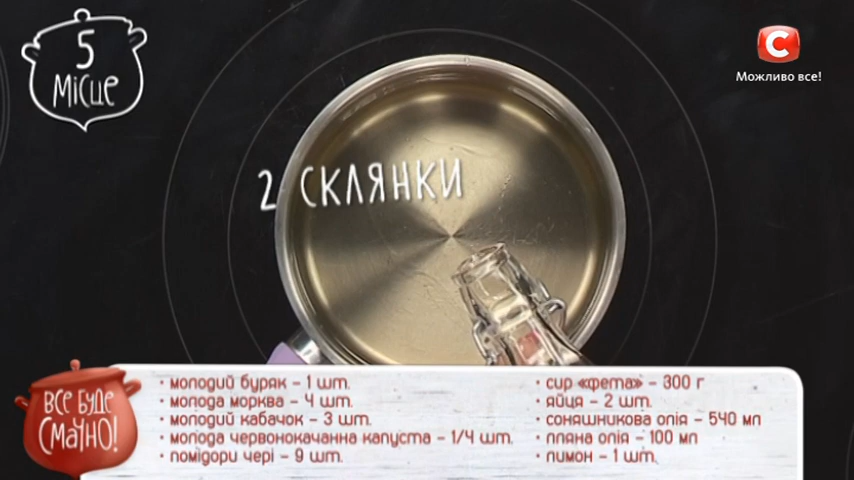 5
місце
С
Можливо все!
2 СКЛЯНКИ
ВСЕ БУДЕ
СМАЧНО!
· молодий буряк – 1 шт.
· молода морква – 4 шт.
· молодий кабачок – 3 шт.
· молода червонокачанна капуста – 1/4 шт.
· помідори чері – 9 шт.
· сир «фета» – 300 г
· яйця – 2 шт.
· соняшникова олія – 540 мл
· лляна олія – 100 мл
· лимон – 1 шт.